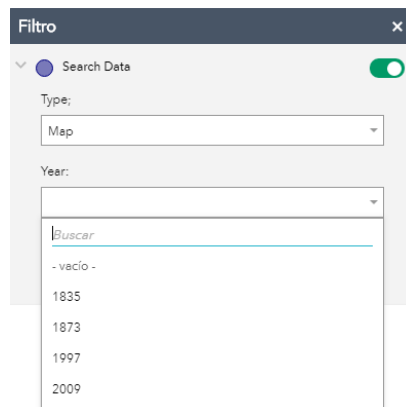 Filtro ×
Search Data
Type;
Map
Year:
Buscar
- vacío -
1835
1873
1997
2009